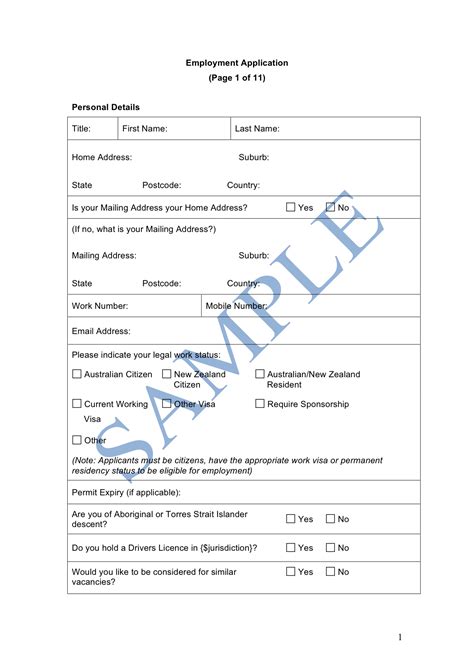 Employment Application
(Page 1 of 11)
Personal Details
Title: First Name: Last Name:
Home Address: Suburb:
State Postcode: Country:
Is your Mailing Address your Home Address? Yes No
(If no, what is your Mailing Address?)
Mailing Address: Suburb:
State Postcode: Country:
Work Number: Mobile Number:
Email Address:
Please indicate your legal work status:
Australian Citizen New Zealand Australian/New Zealand
Citizen Resident
Current Working Other Visa Require Sponsorship
Visa
Other
(Note: Applicants must be citizens, have the appropriate work visa or permanent
residency status to be eligible for employment)
Permit Expiry (if applicable):
Are you of Aboriginal or Torres Strait Islander
descent? Yes No
Do you hold a Drivers Licence in {$jurisdiction}? Yes No
Would you like to be considered for similar
vacancies? Yes No
SAMPLE
1